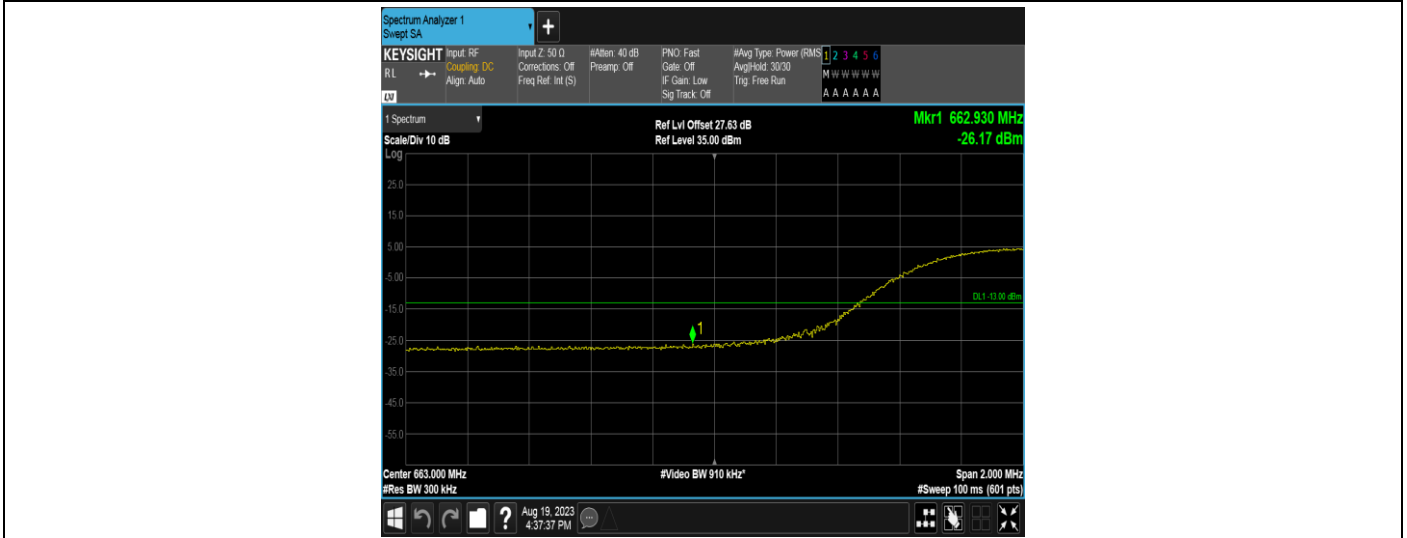 Spectrum Analyzer 1
Swept SA
+
KEYSIGHT
RL
LXI
Input: RF
Coupling: DC
Align: Auto
Input Z: 50 Ω
Corrections: Off
Freq Ref: Int (S)
#Atten: 40 dB
Preamp: Off
PNO: Fast
Gate: Off
IF Gain: Low
Sig Track: Off
#Avg Type: Power (RMS
Avg|Hold: 30/30
Trig: Free Run
1 2 3 4 5 6
M W W W W W
A A A A A A
1 Spectrum
Scale/Div 10 dB
Log
Ref Lvl Offset 27.63 dB
Ref Level 35.00 dBm
Mkr1 662.930 MHz
-26.17 dBm
25.0
15.0
5.00
-5.00
-15.0
-25.0
-35.0
-45.0
-55.0
DL1 -13.00 dBm
1
Center 663.000 MHz
#Res BW 300 kHz
#Video BW 910 kHz*
Span 2.000 MHz
#Sweep 100 ms (601 pts)
?
Aug 19, 2023
4:37:37 PM